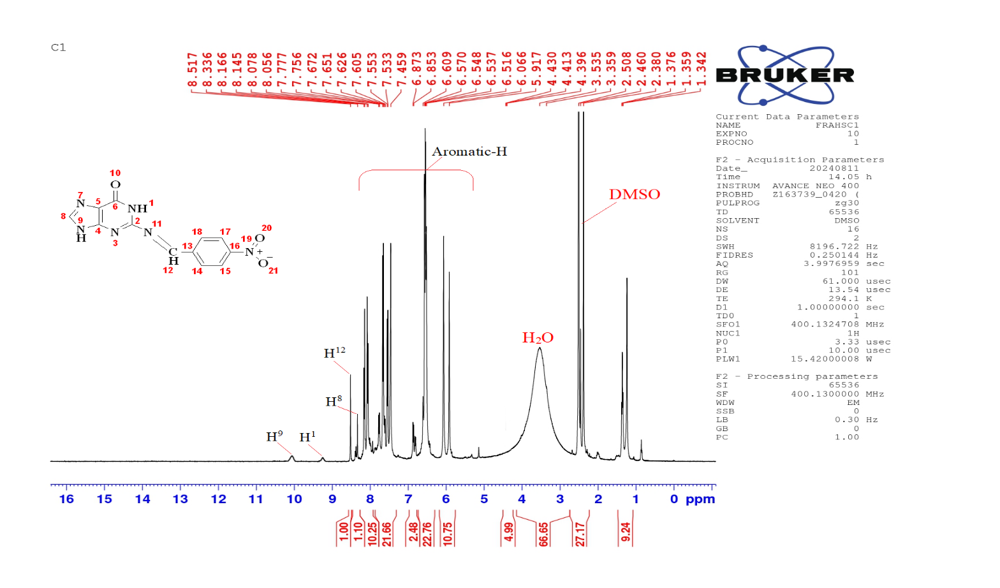 C1
8.517
8.336
8.166
8.145
8.078
8.056
7.777
7.756
7.672
7.651
7.626
7.605
7.553
7.533
7.459
6.873
6.853
6.609
6.570
6.548
6.537
6.516
6.066
5.917
4.430
4.413
4.396
3.535
3.359
2.508
2.460
2.380
1.376
1.359
1.342
BRUKER
Current Data Parameters
NAME FRAHSC1
EXPNO 10
PROCNO 1
F2 - Acquisition Parameters
Date_ 20240811
Time 14.05 h
INSTRUM AVANCE NEO 400
PROBHD Z163739_0420 (
PULPROG zg30
TD 65536
SOLVENT DMSO
NS 16
DS 2
SWH 8196.722 Hz
FIDRES 0.250144 Hz
AQ 3.9976959 sec
RG 101
DW 61.000 usec
DE 13.54 usec
TE 294.1 K
D1 1.00000000 sec
TD0 1
SFO1 400.1324708 MHz
NUC1 1H
P0 3.33 usec
P1 10.00 usec
PLW1 15.42000008 W
F2 - Processing parameters
SI 65536
SF 400.1300000 MHz
WDW EM
SSB 0
LB 0.30 Hz
GB 0
PC 1.00
10
O
7
N
5
6
NH 1
8
9
N
H
4
N
3
2
11
N
C
H
12
13
18
17
14
15
16
19
N
+
O
20
O
−
21
Aromatic-H
DMSO
H₂O
H¹²
H⁸
H⁹
H¹
16 15 14 13 12 11 10 9 8 7 6 5 4 3 2 1 0 ppm
1.00
1.10
10.25
21.66
2.48
22.76
10.75
4.99
66.65
27.17
9.24